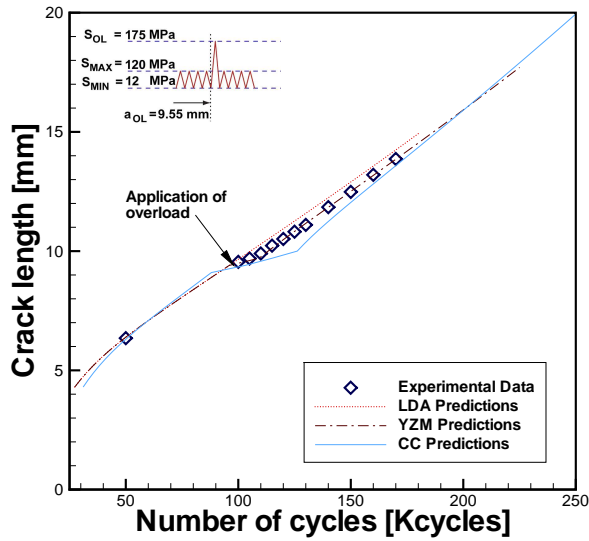 20
S_OL = 175 MPa
S_MAX = 120 MPa
S_MIN = 12 MPa
a_OL = 9.55 mm
15
Application of
overload
10
5
0
Crack length [mm]
Experimental Data
LDA Predictions
YZM Predictions
CC Predictions
50 100 150 200 250
Number of cycles [Kcycles]